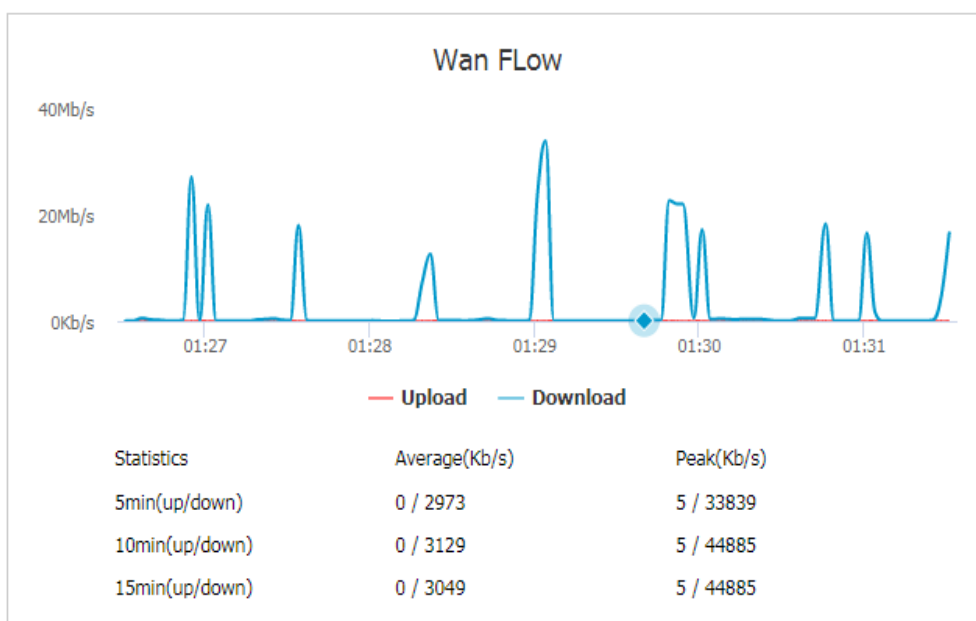 Wan FLow
40Mb/s
20Mb/s
0Kb/s
01:27 01:28 01:29 01:30 01:31
Upload Download
Statistics Average(Kb/s) Peak(Kb/s)
5min(up/down) 0 / 2973 5 / 33839
10min(up/down) 0 / 3129 5 / 44885
15min(up/down) 0 / 3049 5 / 44885